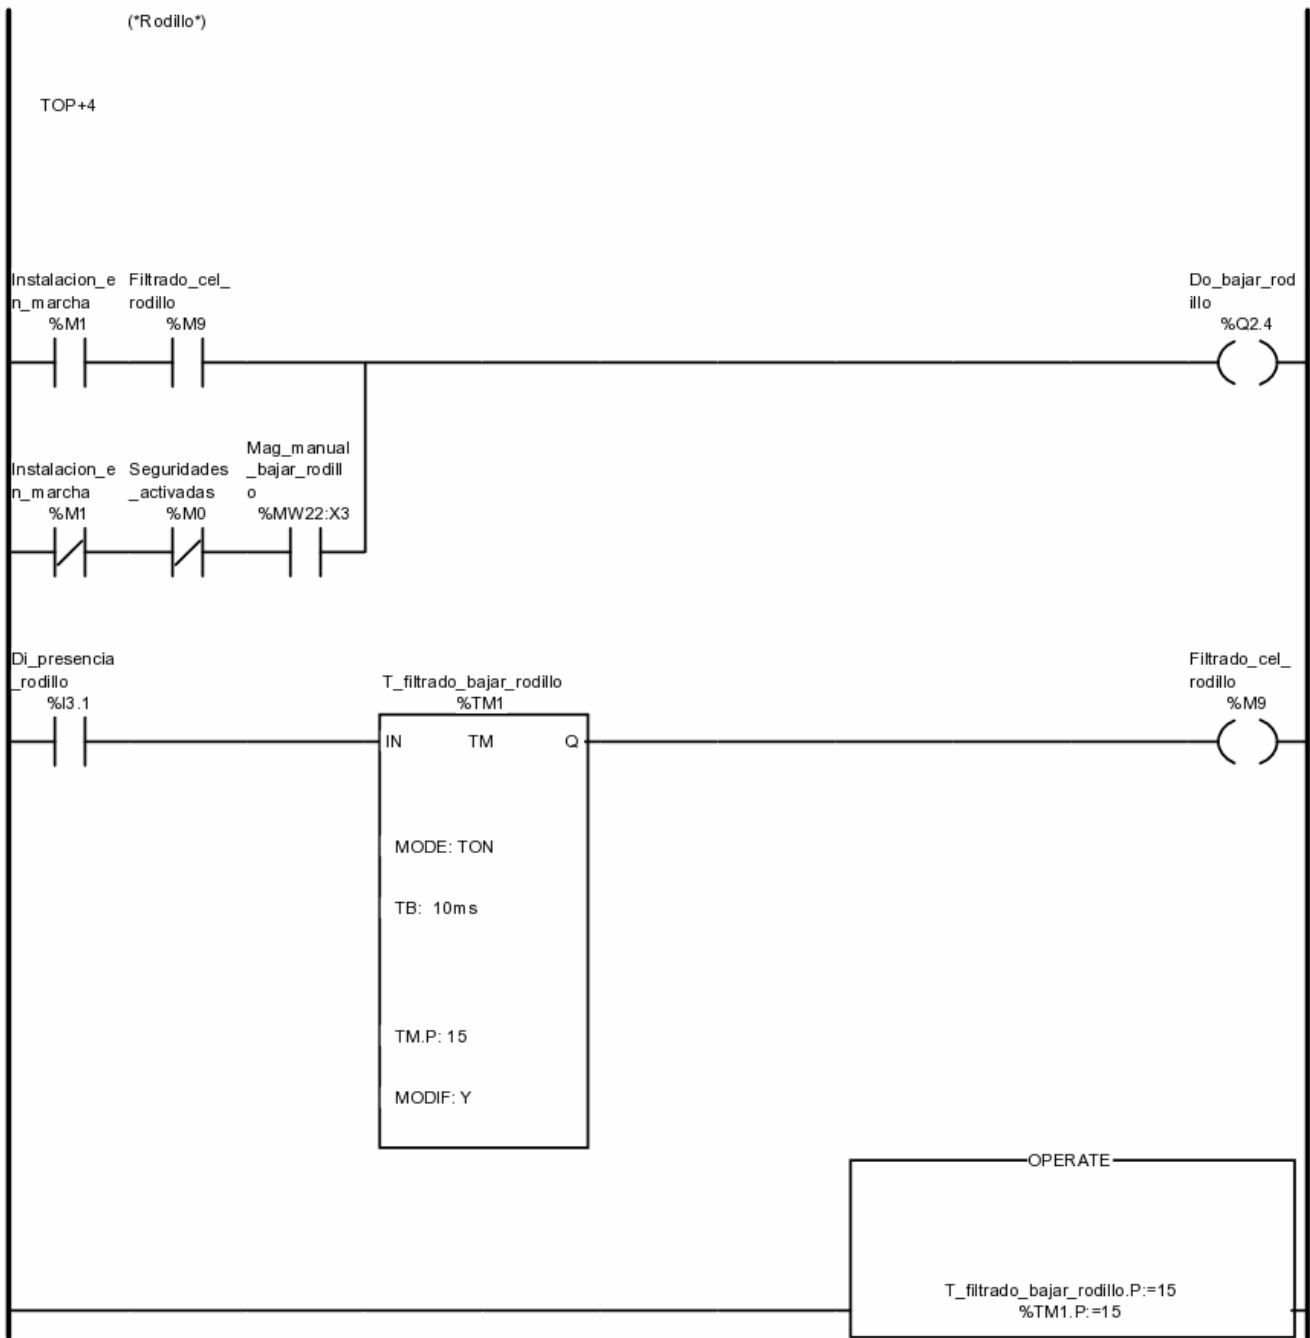 (*Rodillo*)
TOP+4
Instalacion_e Filtrado_cel_
n_marcha rodillo
%M1 %M9
Do_bajar_rod
illo
%Q2.4
Mag_manual
Instalacion_e Seguridades _bajar_rodill
n_marcha _activadas o
%M1 %M0 %MW22:X3
Di_presencia
_rodillo
%I3.1
T_filtrado_bajar_rodillo
%TM1
Filtrado_cel_
rodillo
%M9
IN TM Q
MODE: TON
TB: 10ms
TM.P: 15
MODIF: Y
OPERATE
T_filtrado_bajar_rodillo.P:=15
%TM1.P:=15